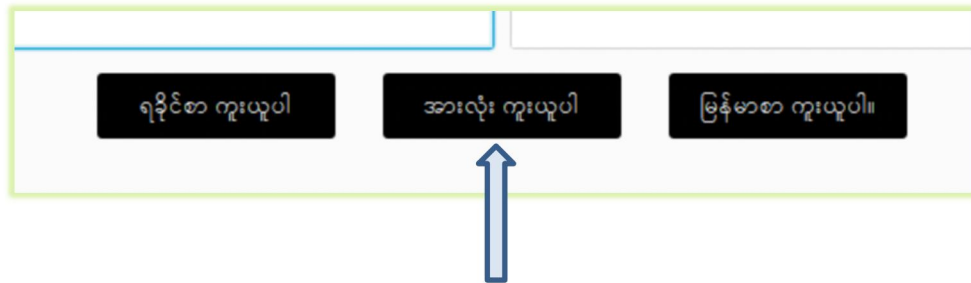 ရခိုင်စာ ကူးယူပါ
အားလုံး ကူးယူပါ
မြန်မာစာ ကူးယူပါ။